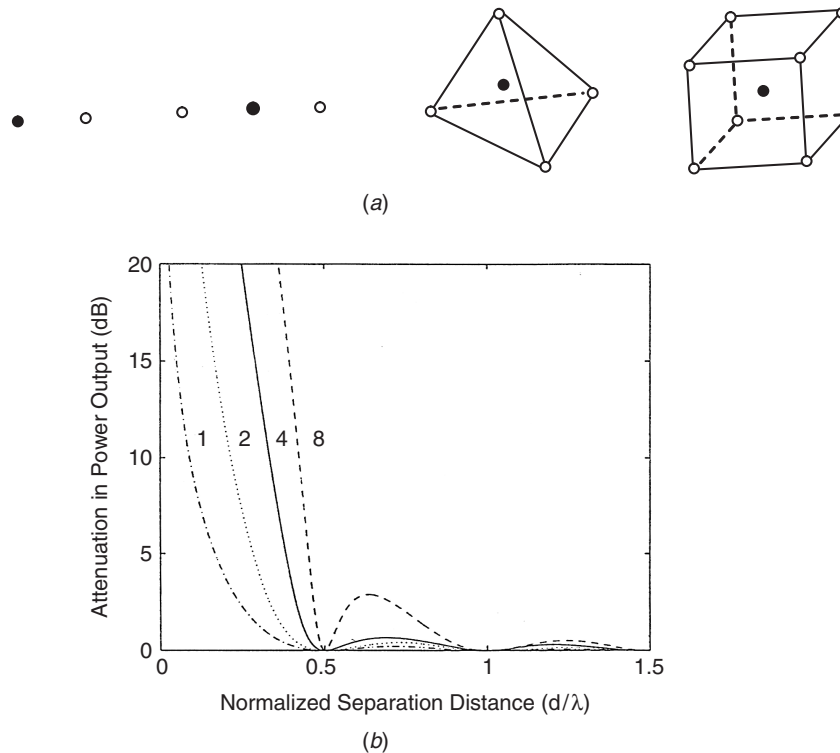 (a)
20
15
10
5
0
1 2 4 8
0 0.5 1 1.5
Attenuation in Power Output (dB)
Normalized Separation Distance (d/λ)
(b)